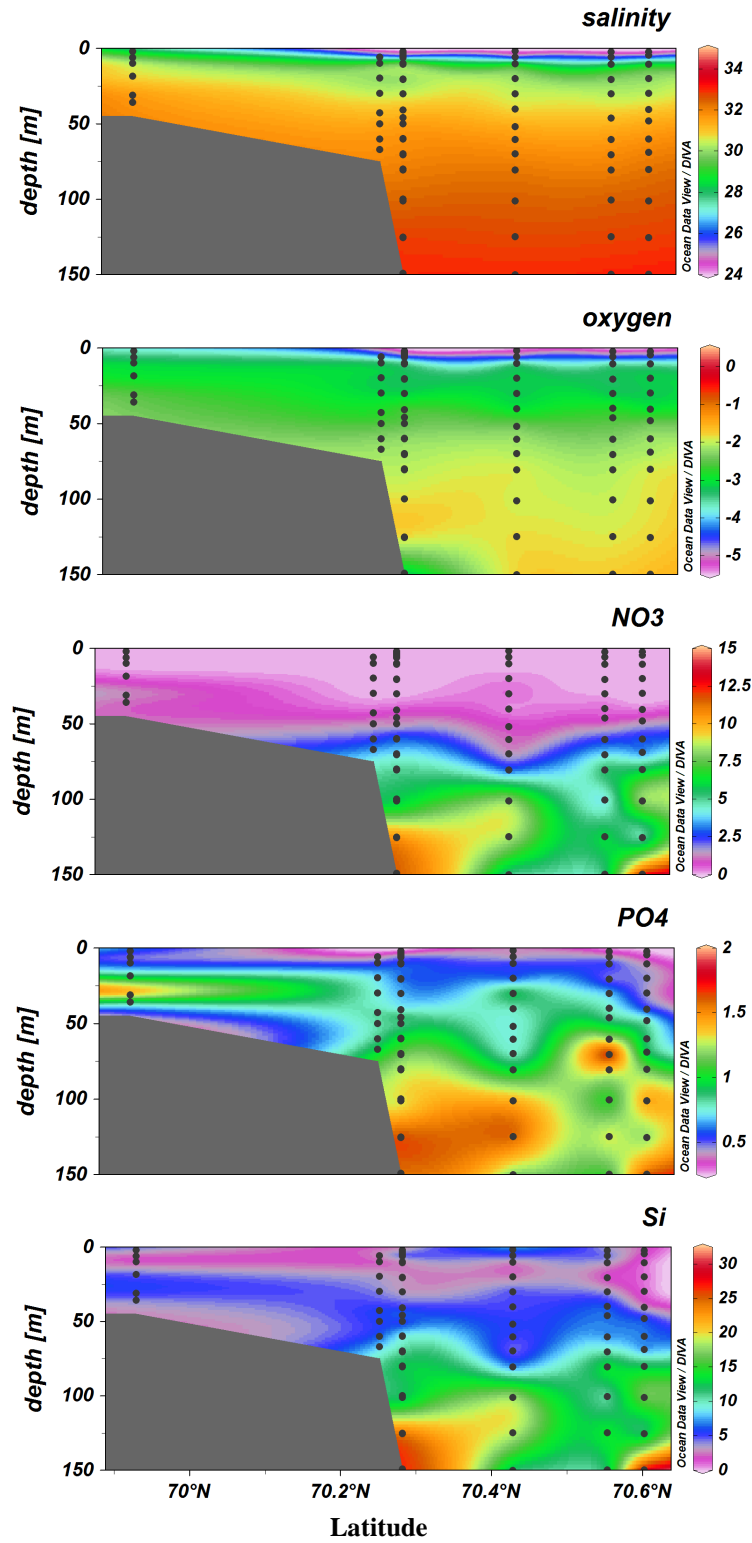 salinity
0
50
100
150
depth [m]
34
32
30
28
26
24
Ocean Data View / DIVA
oxygen
0
50
100
150
depth [m]
0
-1
-2
-3
-4
-5
Ocean Data View / DIVA
NO3
0
50
100
150
depth [m]
15
12.5
10
7.5
5
2.5
0
Ocean Data View / DIVA
PO4
0
50
100
150
depth [m]
2
1.5
1
0.5
Ocean Data View / DIVA
Si
0
50
100
150
depth [m]
30
25
20
15
10
5
0
Ocean Data View / DIVA
70°N
70.2°N
70.4°N
70.6°N
Latitude